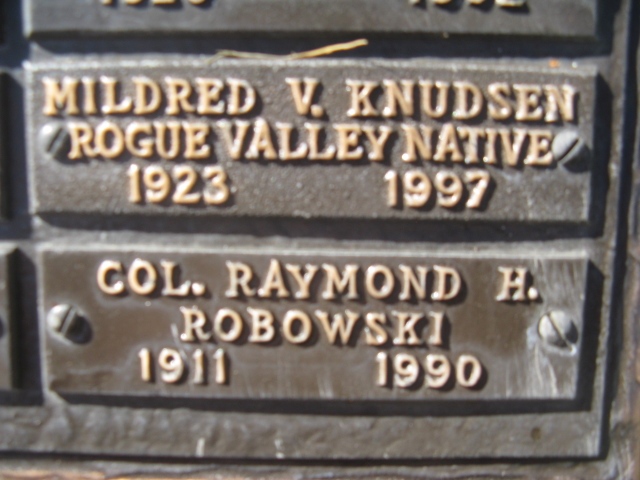 MILDRED V. KNUDSEN
ROGUE VALLEY NATIVE
1923 1997
COL. RAYMOND H.
ROBOWSKI
1911 1990